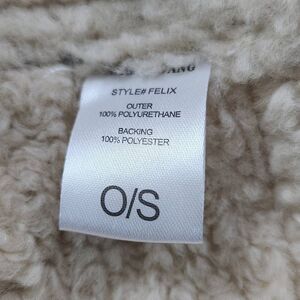 STYLE# FELIX
OUTER
100% POLYURETHANE
BACKING
100% POLYESTER
O/S